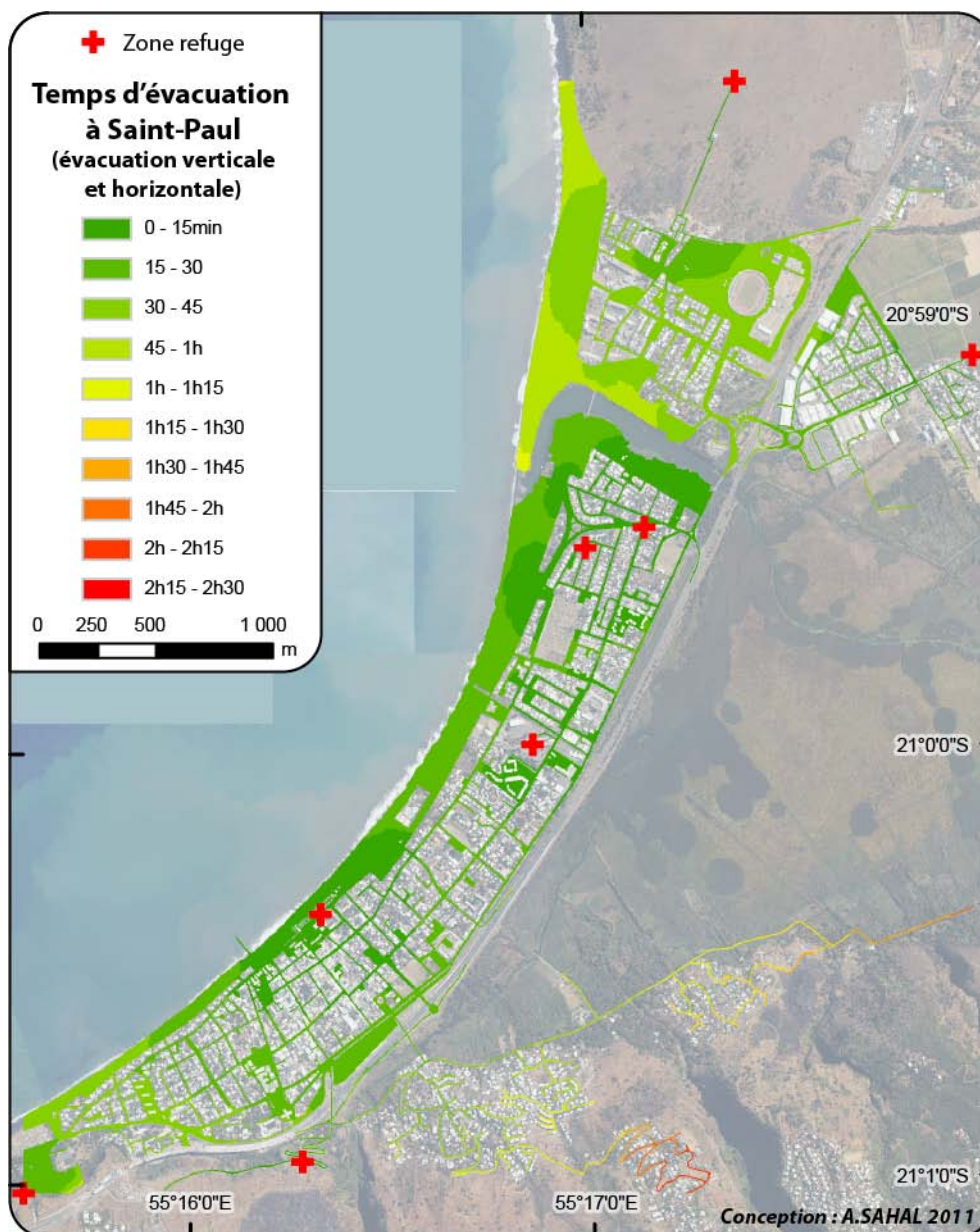 Zone refuge
Temps d'évacuation
à Saint-Paul
(évacuation verticale
et horizontale)
0 - 15min
15 - 30
30 - 45
45 - 1h
1h - 1h15
1h15 - 1h30
1h30 - 1h45
1h45 - 2h
2h - 2h15
2h15 - 2h30
0 250 500 1 000
m
20°59'0"S
21°0'0"S
21°1'0"S
55°16'0"E
55°17'0"E
Conception : A.SAHAL 2011